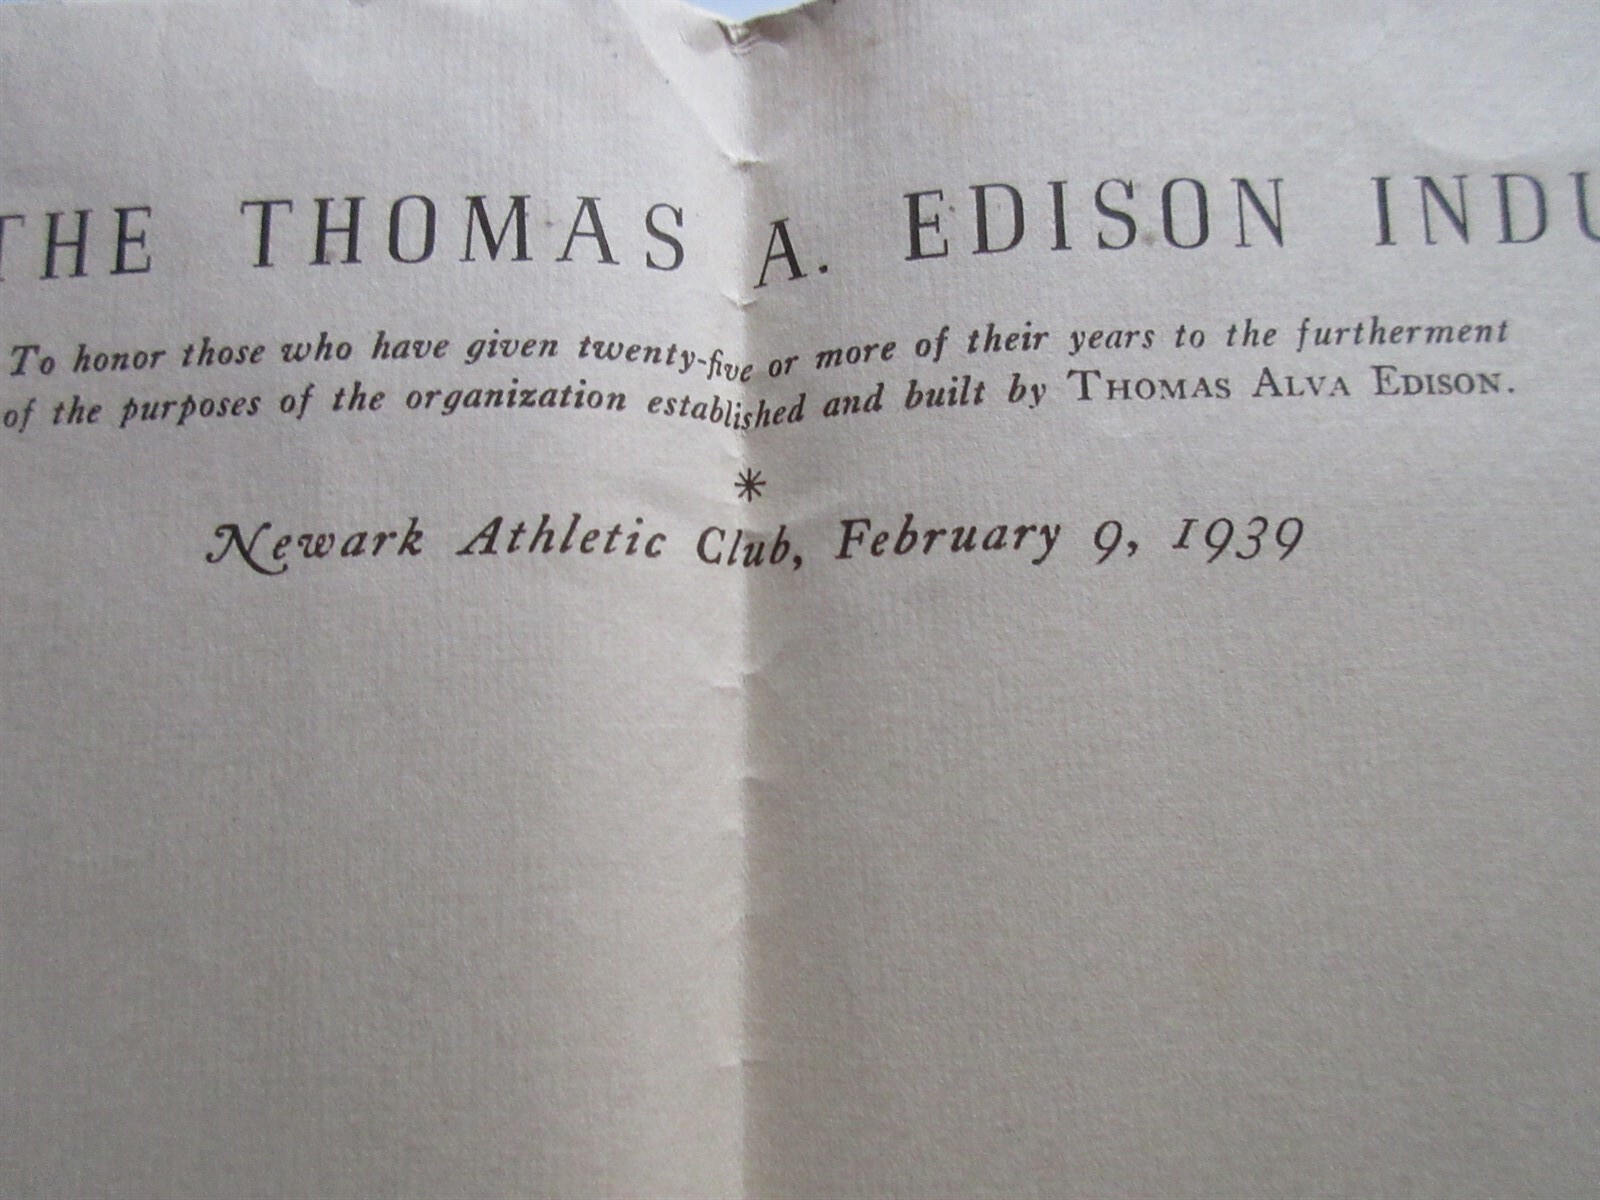 THE THOMAS A. EDISON INDU
To honor those who have given twenty-five or more of their years to the furtherment
of the purposes of the organization established and built by THOMAS ALVA EDISON.
*
Newark Athletic Club, February 9, 1939